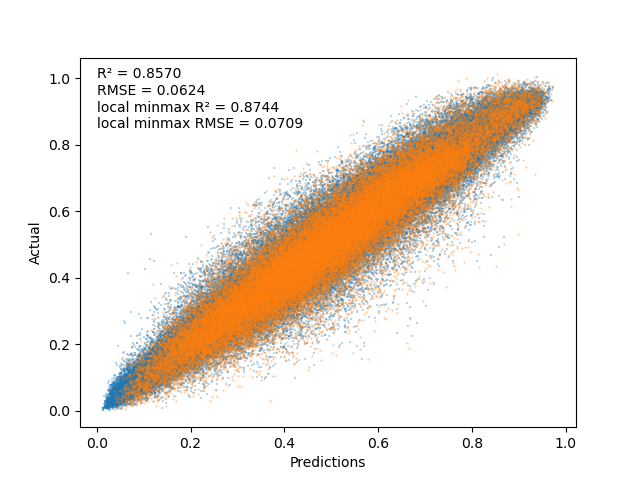 R² = 0.8570
RMSE = 0.0624
local minmax R² = 0.8744
local minmax RMSE = 0.0709
1.0
0.8
0.6
0.4
0.2
0.0
Actual
0.0 0.2 0.4 0.6 0.8 1.0
Predictions